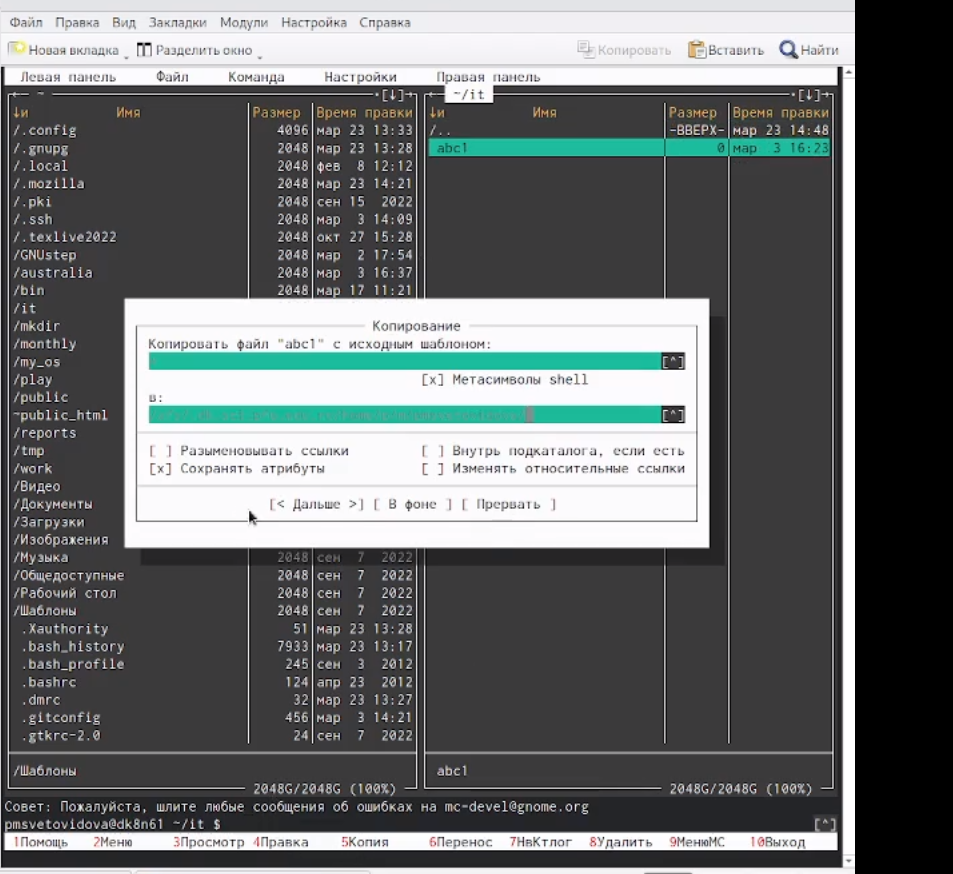 Файл Правка Вид Закладки Модули Настройка Справка
Новая вкладка Разделить окно Копировать Вставить Найти
Левая панель Файл Команда Настройки Правая панель
~ .[↓] ~/it .[↓]
↓и Имя Размер Время правки ↓и Имя Размер Время правки
/.config 4096 мар 23 13:33 /.. -ВВЕРХ- мар 23 14:48
/.gnupg 2048 мар 23 13:28 abc1 0 мар 3 16:23
/.local 2048 фев 8 12:12
/.mozilla 2048 мар 23 14:21
/.pki 2048 сен 15 2022
/.ssh 2048 мар 3 14:09
/.texlive2022 2048 окт 27 15:28
/GNUstep 2048 мар 2 17:54
/australia 2048 мар 3 16:37
/bin 2048 мар 17 11:21
/it
/mkdir
/monthly
/my_os
/play
/public
~public_html
/reports
/tmp
/work
/Видео
/Документы
/Загрузки
/Изображения
Копирование
Копировать файл "abc1" с исходным шаблоном:
[^]
[x] Метасимволы shell
в:
[^]
[ ] Разыменовывать ссылки [ ] Внутрь подкаталога, если есть
[x] Сохранять атрибуты [ ] Изменять относительные ссылки
[< Дальше >] [ В фоне ] [ Прервать ]
/Музыка 2048 сен 7 2022
/Общедоступные 2048 сен 7 2022
/Рабочий стол 2048 сен 7 2022
/Шаблоны 2048 сен 7 2022
.Xauthority 51 мар 23 13:28
.bash_history 7933 мар 23 13:17
.bash_profile 245 сен 3 2012
.bashrc 124 апр 23 2012
.dmrc 32 мар 23 13:27
.gitconfig 456 мар 3 14:21
.gtkrc-2.0 24 сен 7 2022
/Шаблоны abc1
2048G/2048G (100%) 2048G/2048G (100%)
Совет: Пожалуйста, шлите любые сообщения об ошибках на mc-devel@gnome.org
pmsvetovidova@dk8n61 ~/it $ [^]
1Помощь 2Меню 3Просмотр 4Правка 5Копия 6Перенос 7НвКтлог 8Удалить 9МенюMC 10Выход